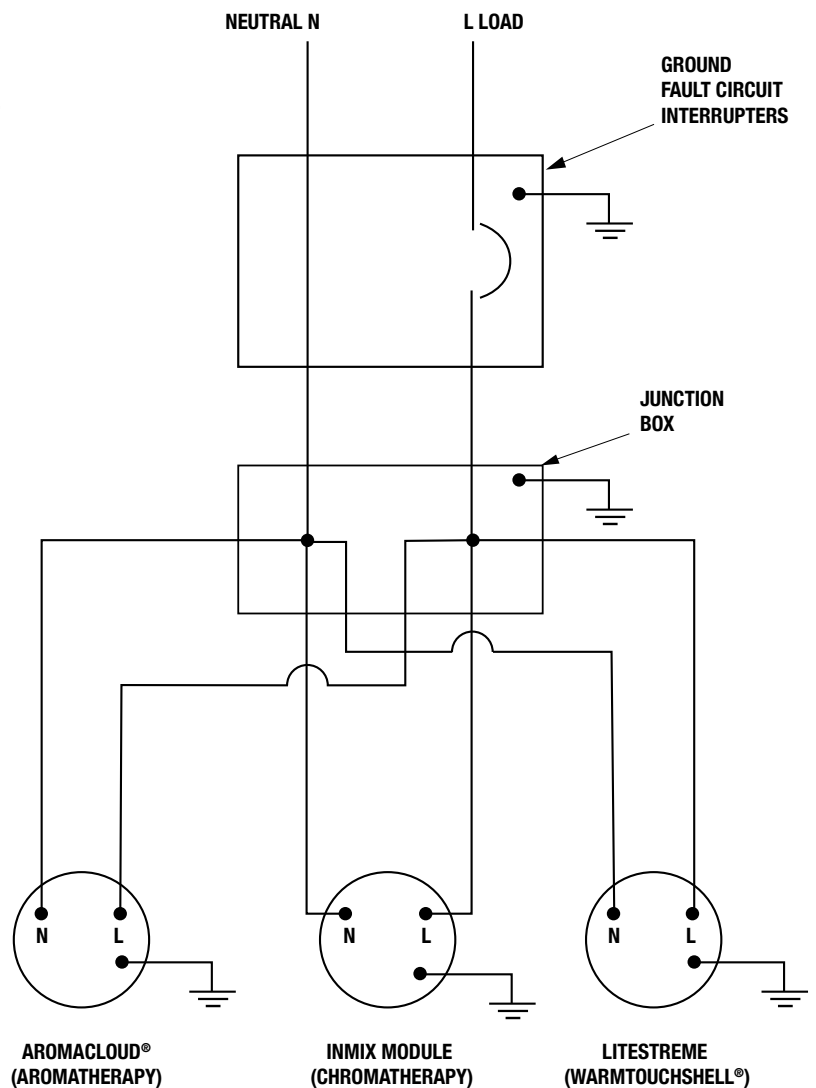 NEUTRAL N
L LOAD
GROUND
FAULT CIRCUIT
INTERRUPTERS
JUNCTION
BOX
N
L
N
L
N
L
AROMACLOUD®
(AROMATHERAPY)
INMIX MODULE
(CHROMATHERAPY)
LITESTREME
(WARMTOUCHSHELL®)